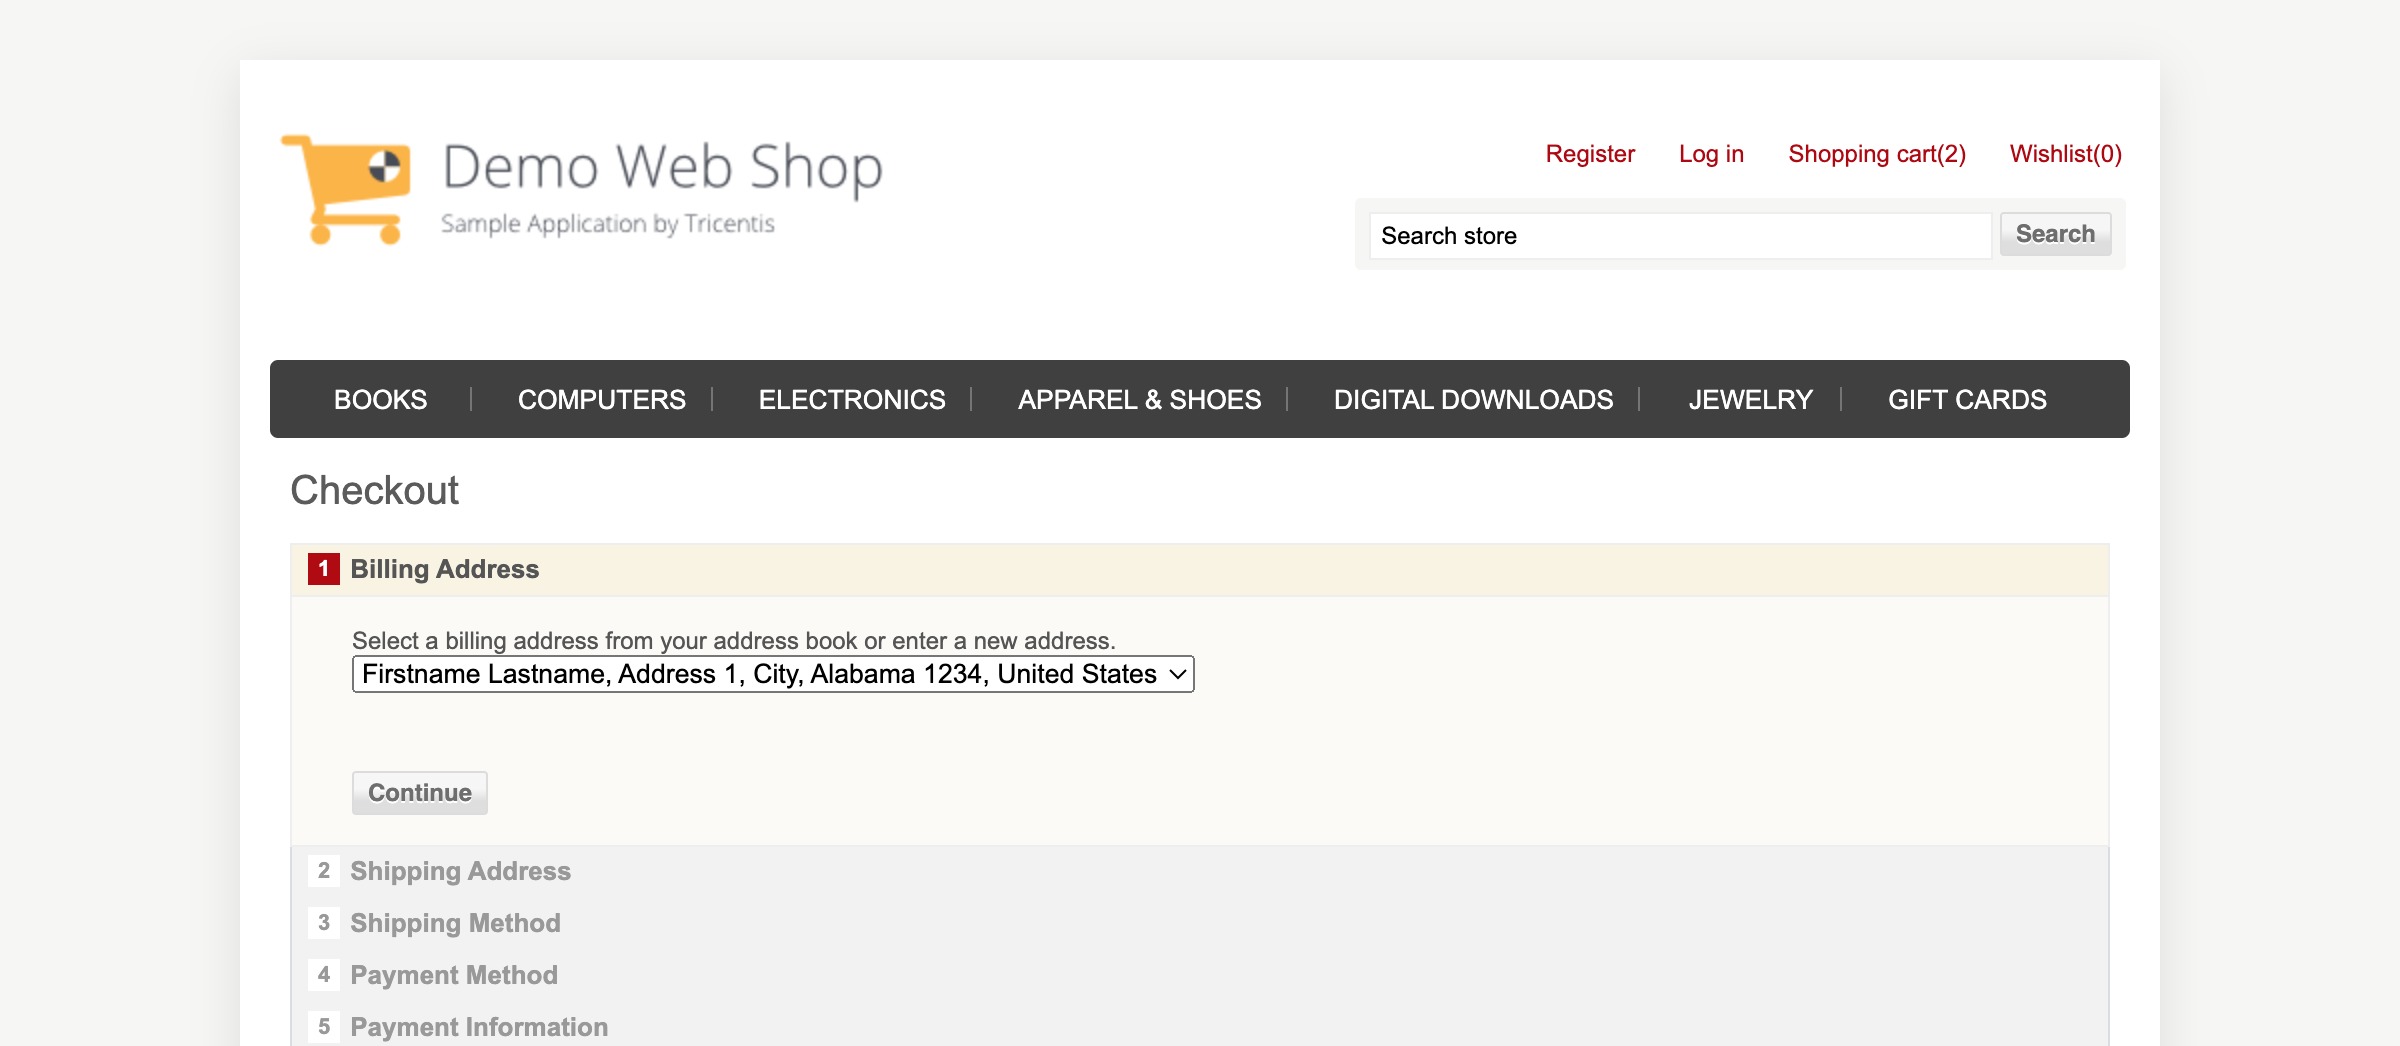 Demo Web Shop
Sample Application by Tricentis
Register Log in Shopping cart(2) Wishlist(0)
Search store Search
BOOKS COMPUTERS ELECTRONICS APPAREL & SHOES DIGITAL DOWNLOADS JEWELRY GIFT CARDS
Checkout
1 Billing Address
Select a billing address from your address book or enter a new address.
Firstname Lastname, Address 1, City, Alabama 1234, United States
Continue
2 Shipping Address
3 Shipping Method
4 Payment Method
5 Payment Information